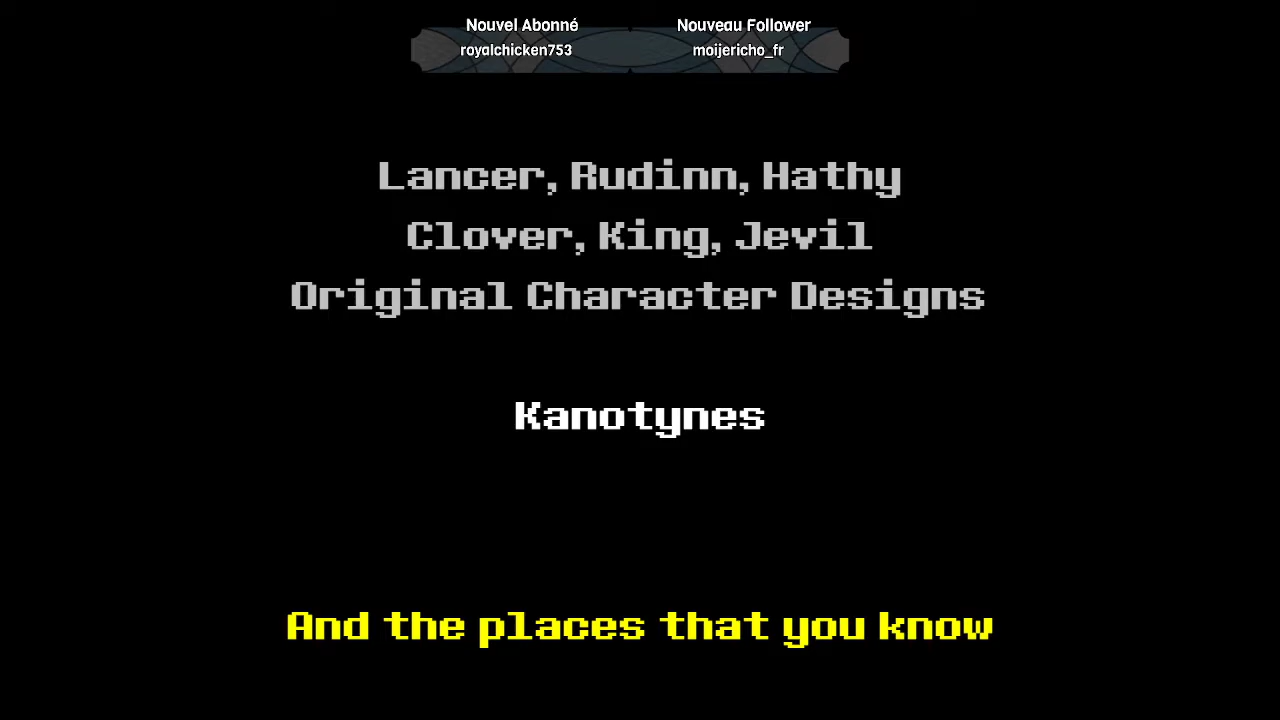 Nouvel Abonné
Nouveau Follower
royalchicken753
moijericho_fr
Lancer, Rudinn, Hathy
Clover, King, Jevil
Original Character Designs
Kanotynes
And the places that you know